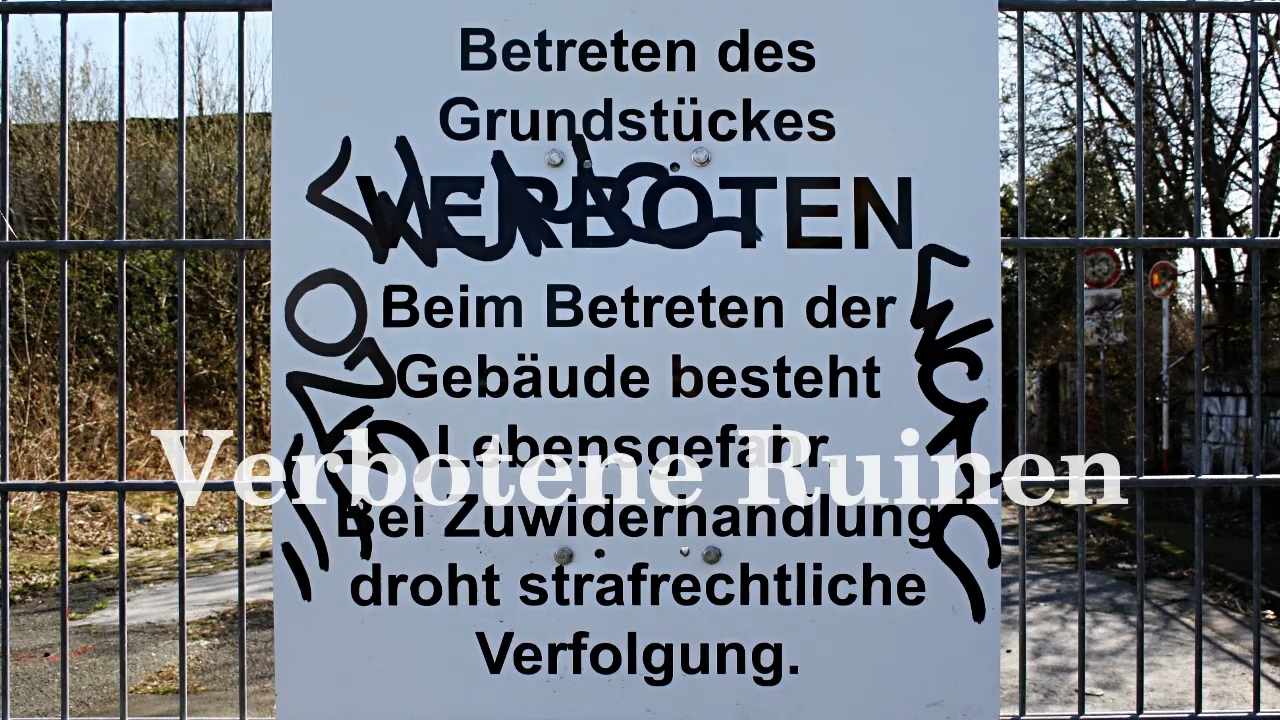 Betreten des
Grundstückes
VERBOTEN
Beim Betreten der
Gebäude besteht
Lebensgefahr.
Verbotene Ruinen
Bei Zuwiderhandlung
droht strafrechtliche
Verfolgung.